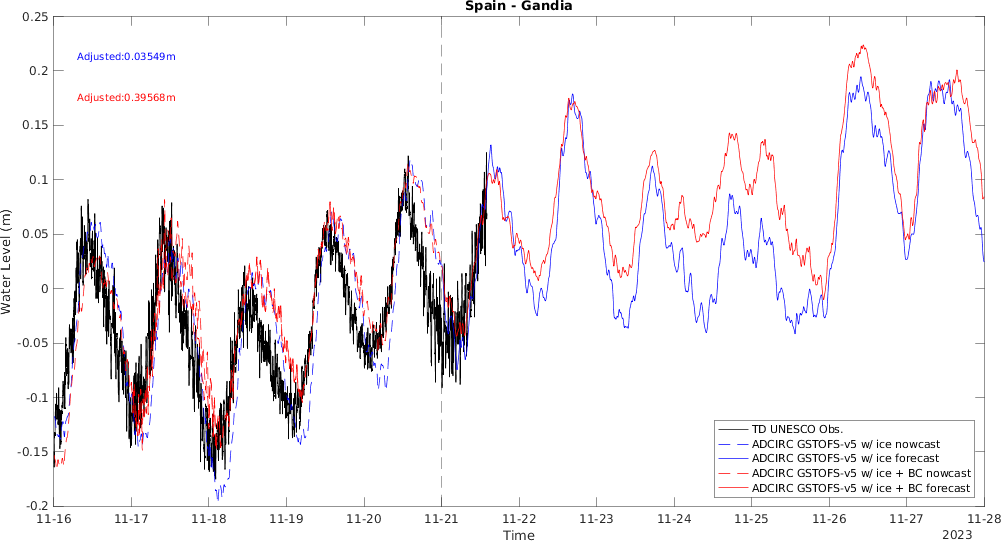 Spain - Gandia
Adjusted:0.03549m
Adjusted:0.39568m
Water Level (m)
0.25
0.2
0.15
0.1
0.05
0
-0.05
-0.1
-0.15
-0.2
TD UNESCO Obs.
ADCIRC GSTOFS-v5 w/ ice nowcast
ADCIRC GSTOFS-v5 w/ ice forecast
ADCIRC GSTOFS-v5 w/ ice + BC nowcast
ADCIRC GSTOFS-v5 w/ ice + BC forecast
11-16 11-17 11-18 11-19 11-20 11-21 11-22 11-23 11-24 11-25 11-26 11-27 11-28
Time
2023